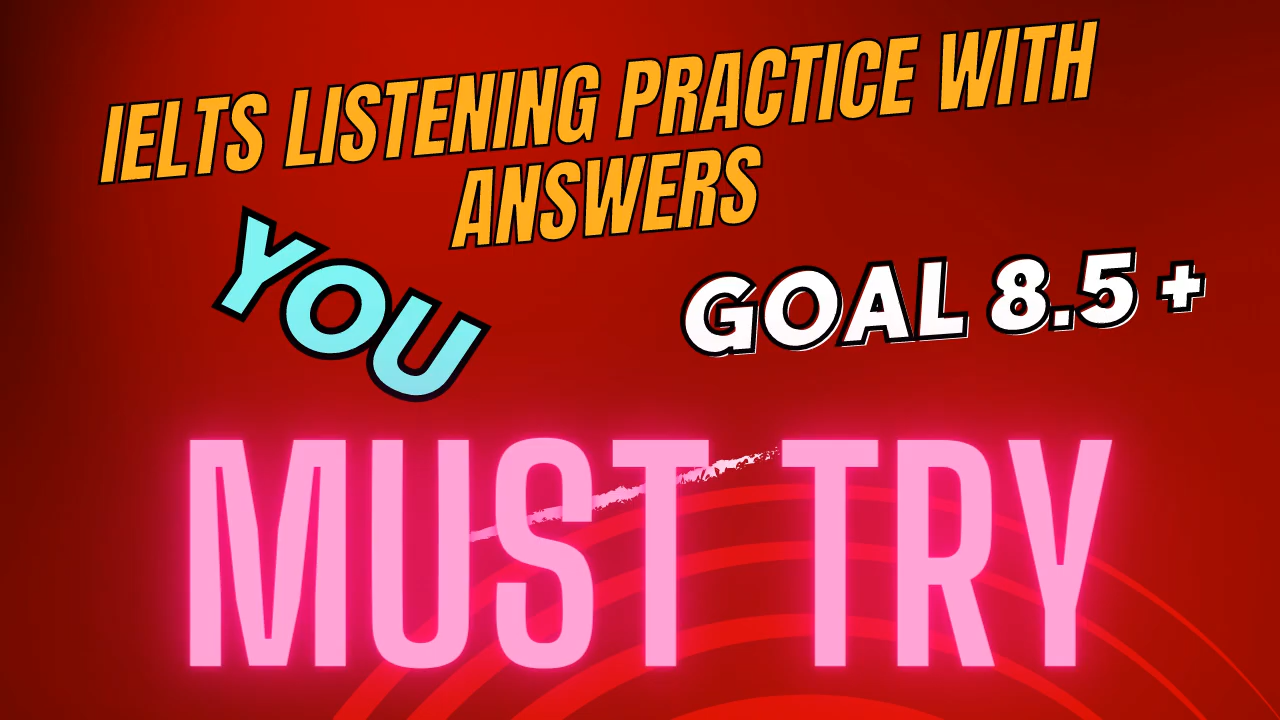 IELTS LISTENING PRACTICE WITH
ANSWERS
YOU
GOAL 8.5 +
MUST TRY